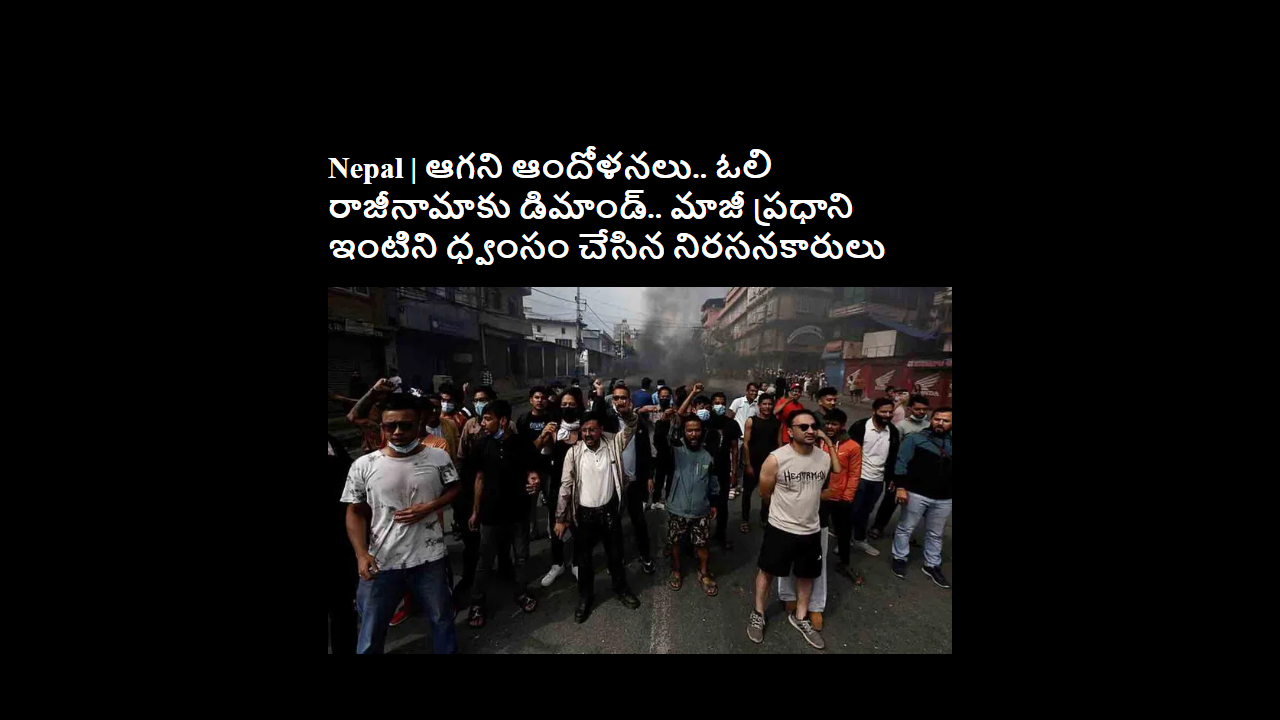 Nepal | ఆగని ఆందోళనలు.. ఓలి
రాజీనామాకు డిమాండ్.. మాజీ ప్రధాని
ఇంటిని ధ్వంసం చేసిన నిరసనకారులు